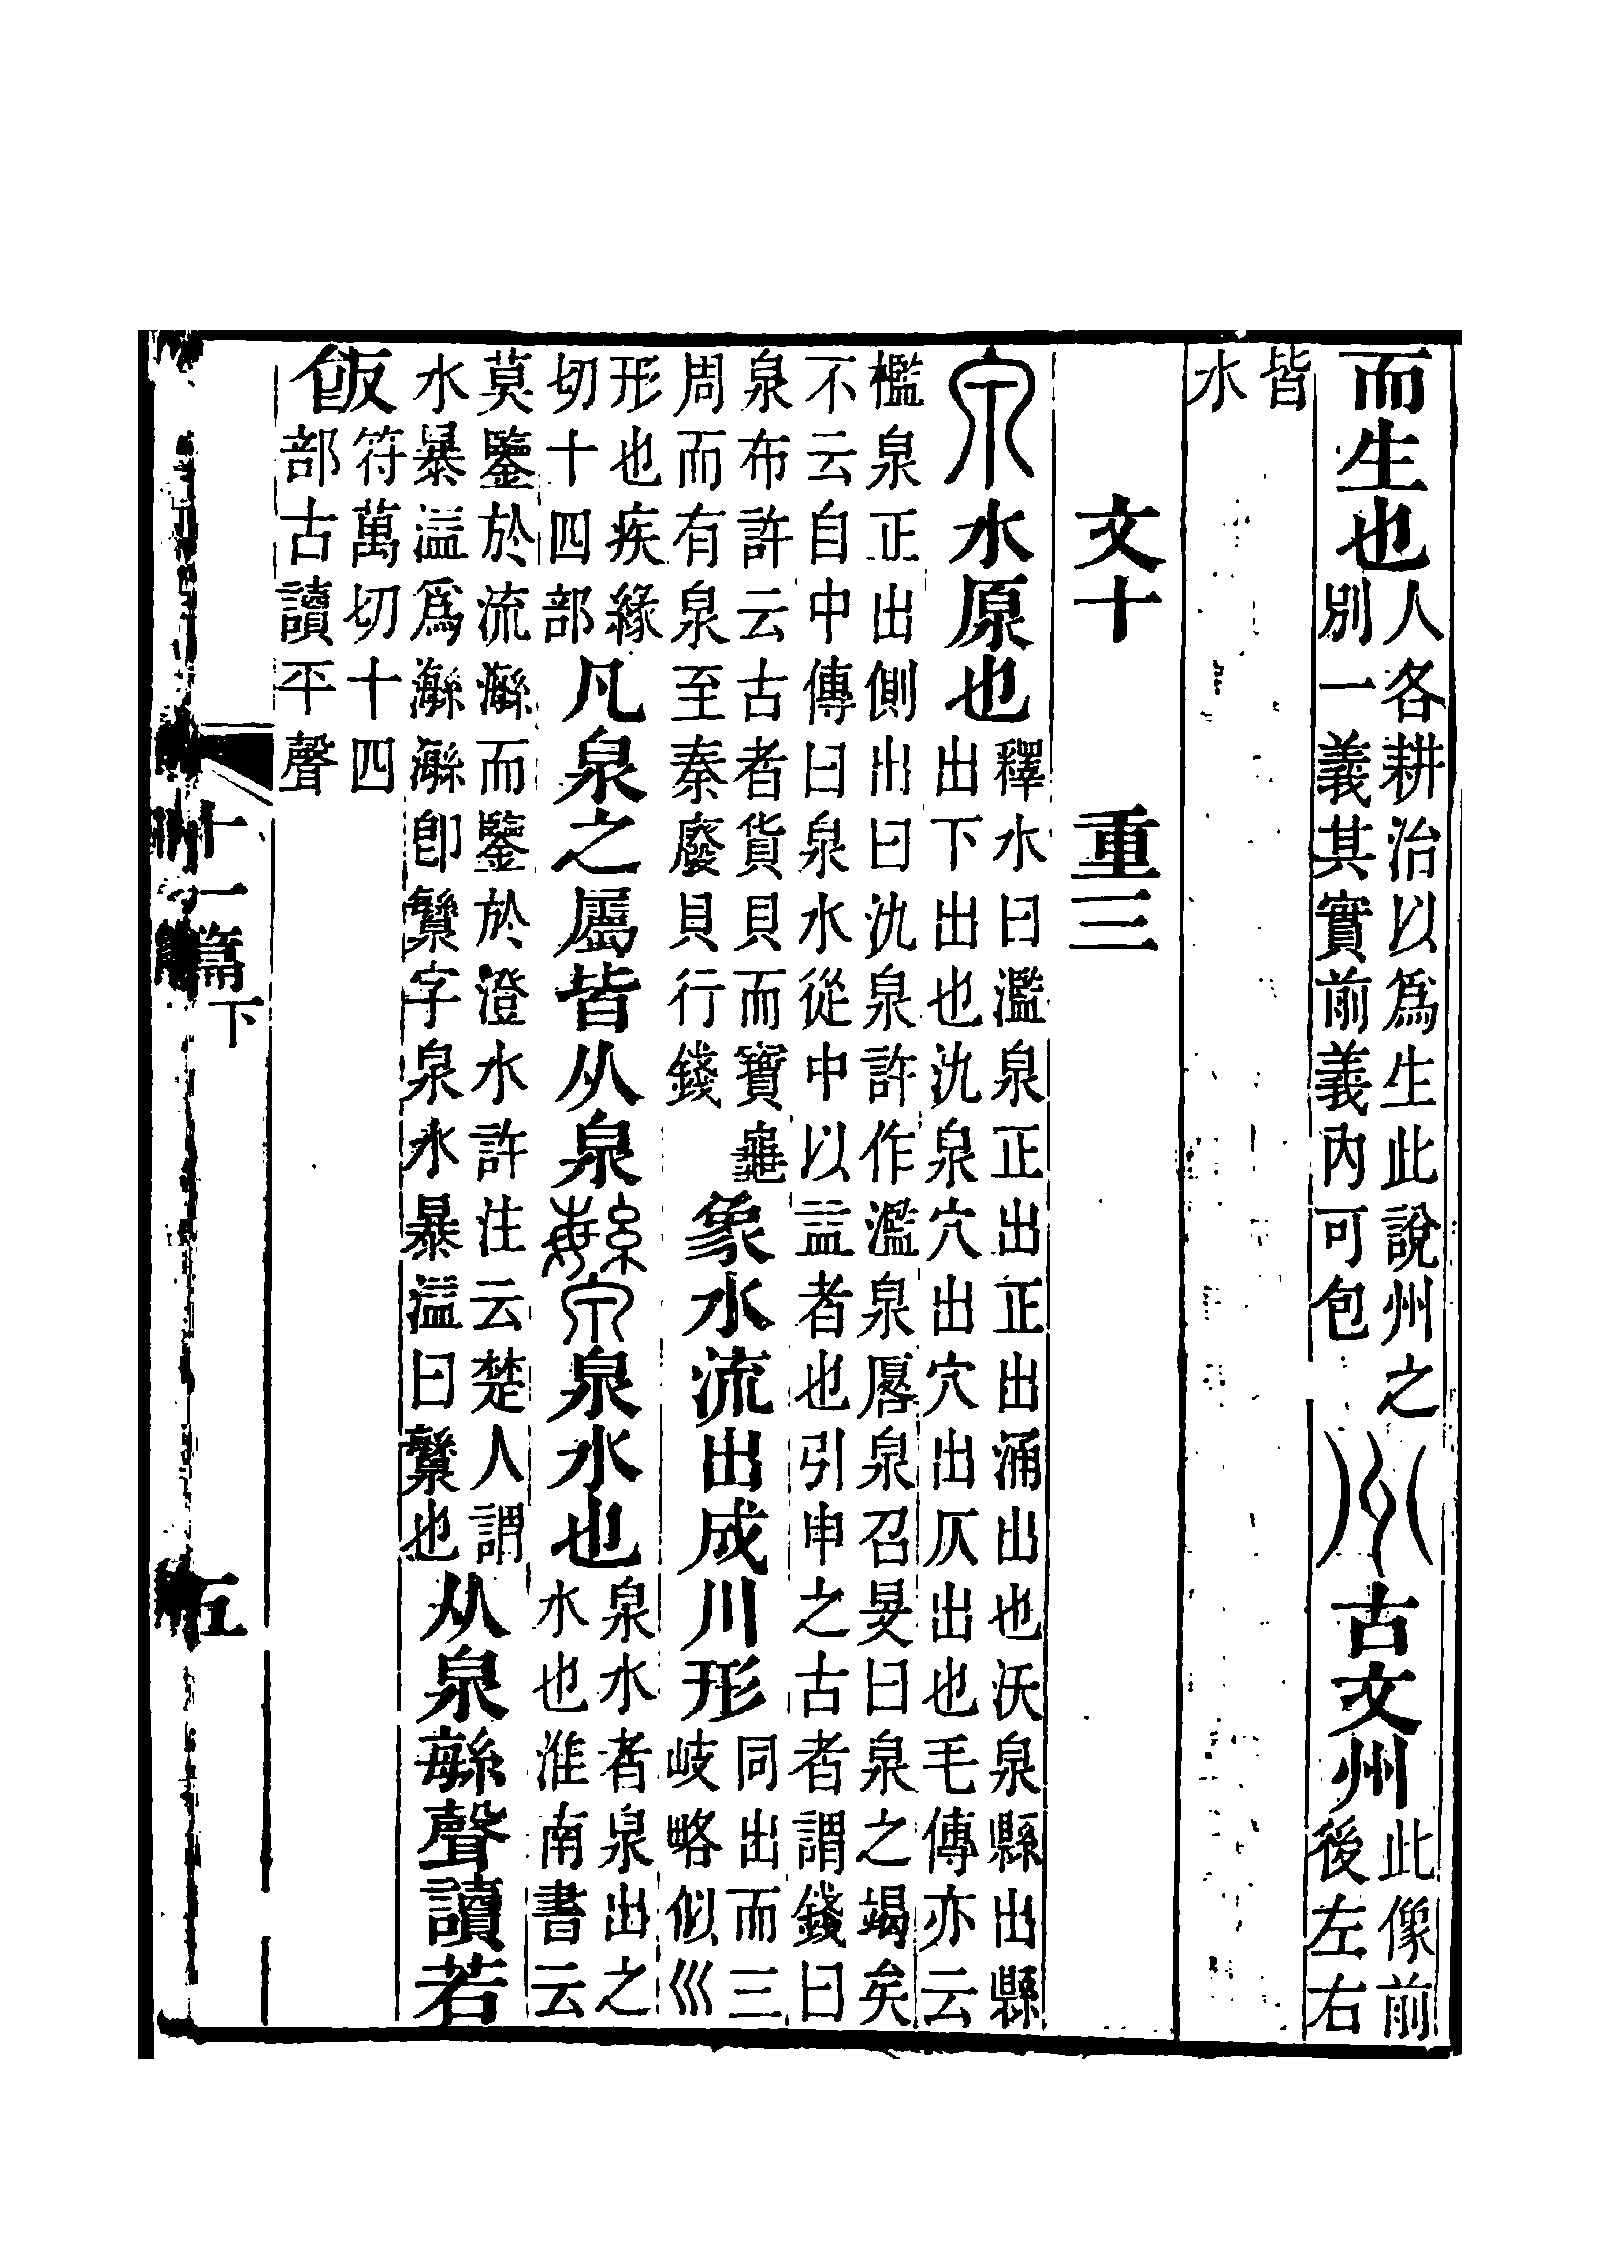 而生也
人各耕治以爲生此說州之
別一義其實前義內可包
古文州
此像前
後左右
皆
水
文十 重三
水原也
釋水曰濫泉正出正出涌出也沃泉縣出縣
出下出也氿泉穴出穴出仄出也毛傳亦云
檻泉正出側出曰氿泉許作濫泉厬泉召旻曰泉之竭矣
不云自中傳曰泉水從中以益者也引申之古者謂錢曰
泉布許云古者貨貝而寶龜
周而有泉至秦廢貝行錢
象水流出成川形
同出而三
岐略似巛
形也疾緣
切十四部
凡泉之屬皆从泉
泉水也
泉水者泉出之
水也淮南書云
莫鑒於流㶗而鑒於澄水許注云楚人謂
水暴溢爲㶗㶗卽字泉水暴溢曰也
从泉緐聲讀若
飯
符萬切十四
部古讀平聲
十一篇下 五